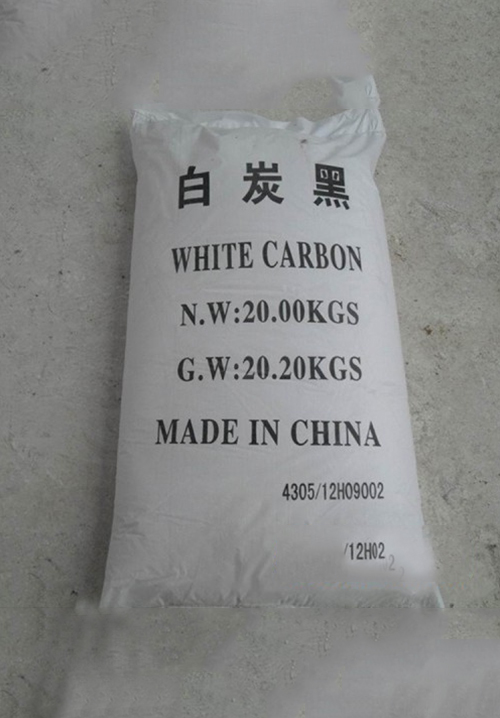 白炭黑
WHITE CARBON
N.W:20.00KGS
G.W:20.20KGS
MADE IN CHINA
4305/12H09002
/12H02